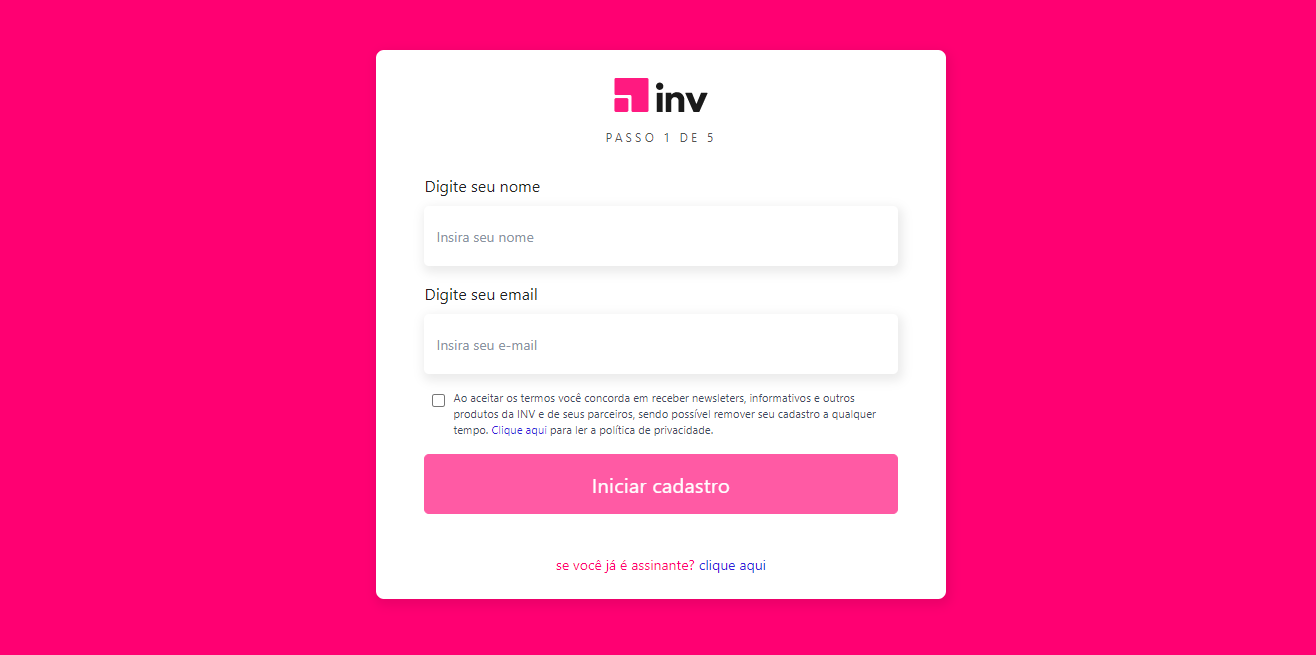 inv
PASSO 1 DE 5
Digite seu nome
Insira seu nome
Digite seu email
Insira seu e-mail
Ao aceitar os termos você concorda em receber newsleters, informativos e outros
produtos da INV e de seus parceiros, sendo possível remover seu cadastro a qualquer
tempo. Clique aqui para ler a política de privacidade.
Iniciar cadastro
se você já é assinante? clique aqui